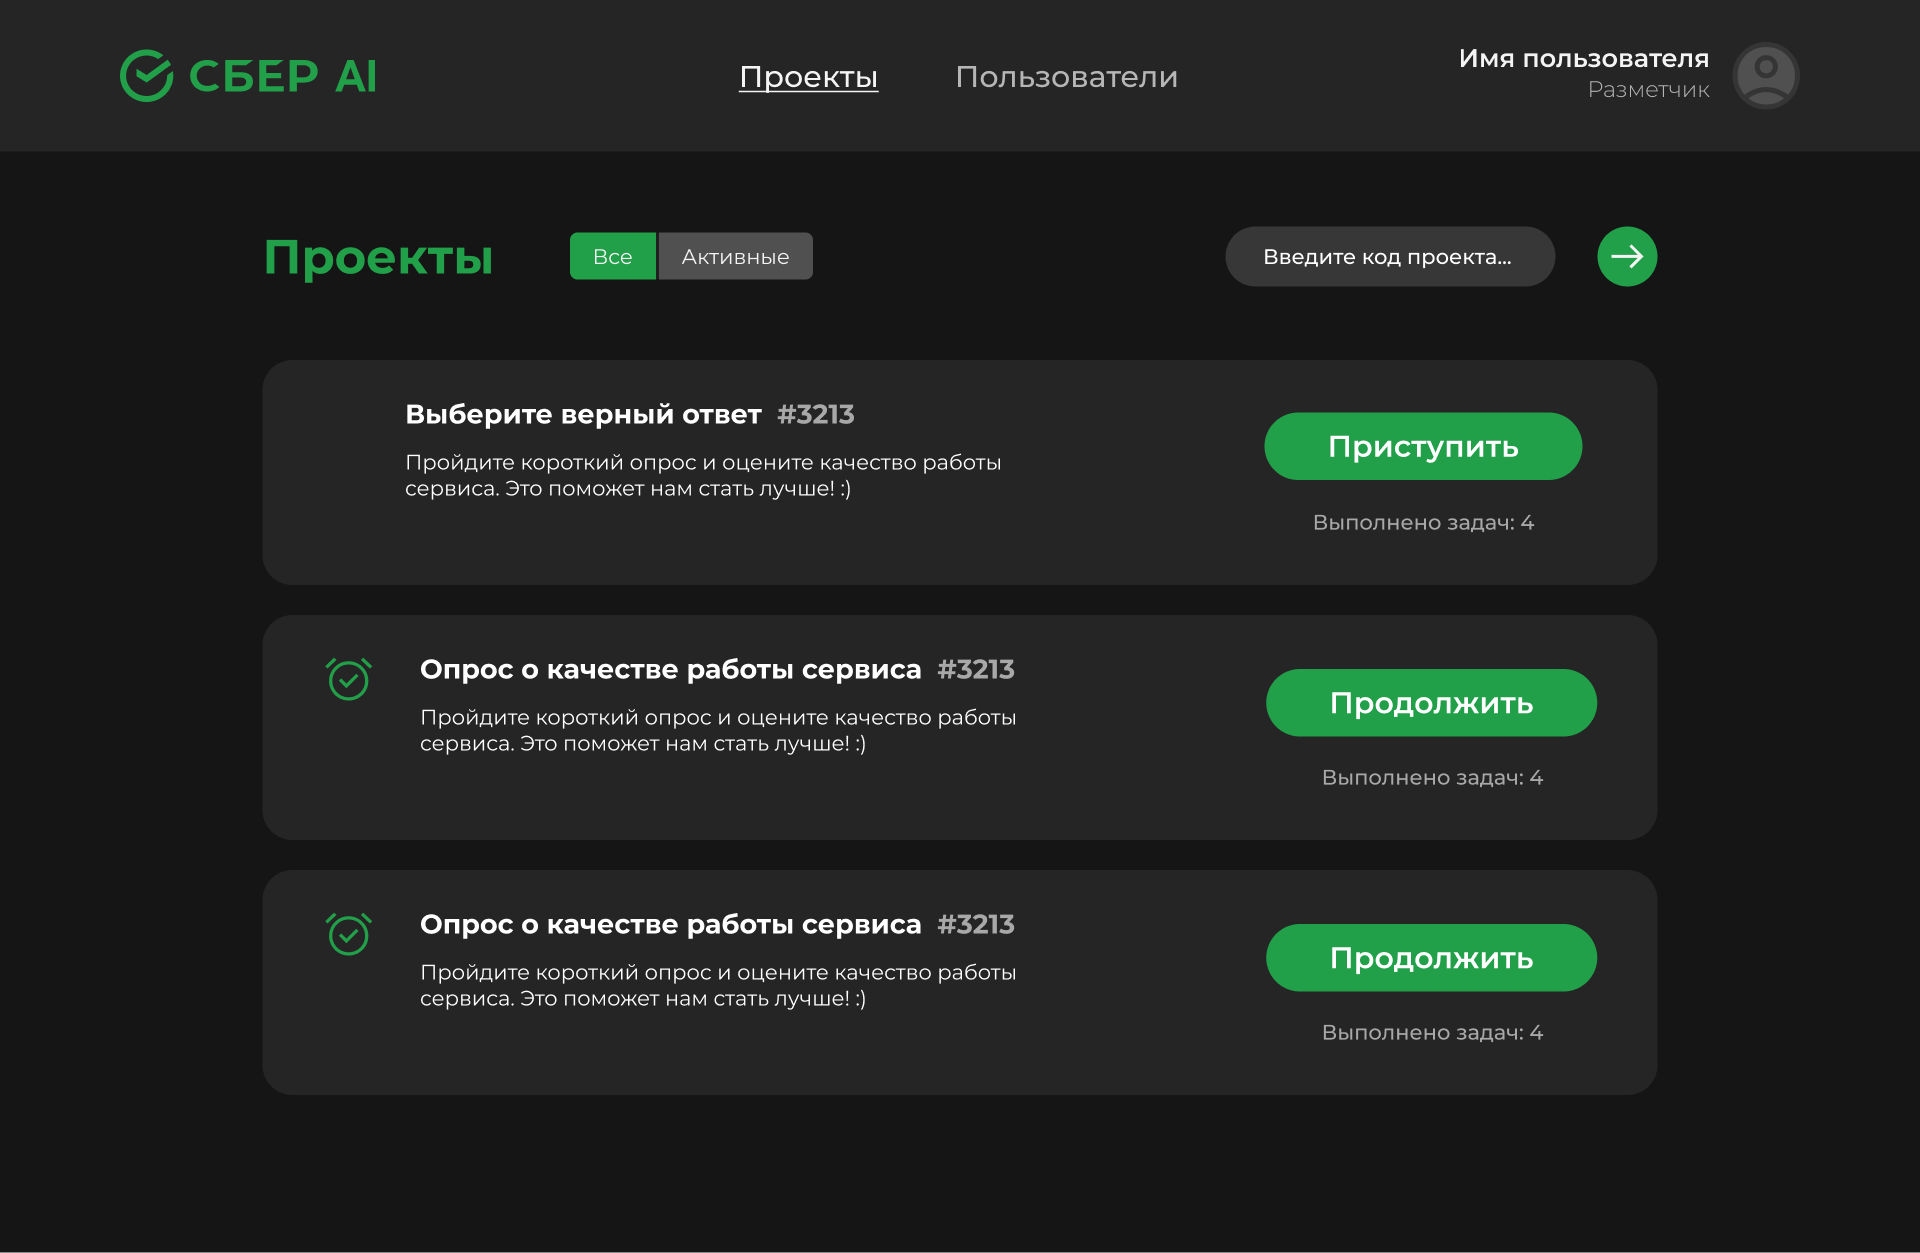 СБЕР AI
Проекты
Пользователи
Имя пользователя
Разметчик
Проекты
Все
Активные
Введите код проекта...
Выберите верный ответ #3213
Пройдите короткий опрос и оцените качество работы
сервиса. Это поможет нам стать лучше! :)
Приступить
Выполнено задач: 4
Опрос о качестве работы сервиса #3213
Пройдите короткий опрос и оцените качество работы
сервиса. Это поможет нам стать лучше! :)
Продолжить
Выполнено задач: 4
Опрос о качестве работы сервиса #3213
Пройдите короткий опрос и оцените качество работы
сервиса. Это поможет нам стать лучше! :)
Продолжить
Выполнено задач: 4